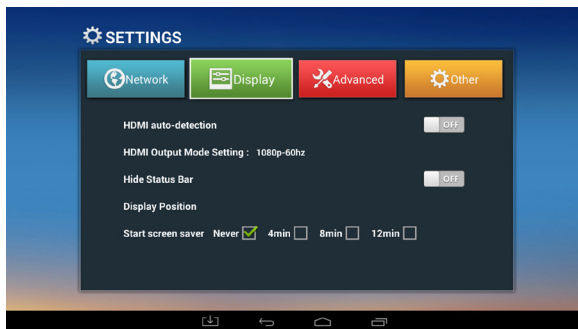 SETTINGS
Network Display Advanced Other
HDMI auto-detection OFF
HDMI Output Mode Setting : 1080p-60hz
Hide Status Bar OFF
Display Position
Start screen saver Never 4min 8min 12min